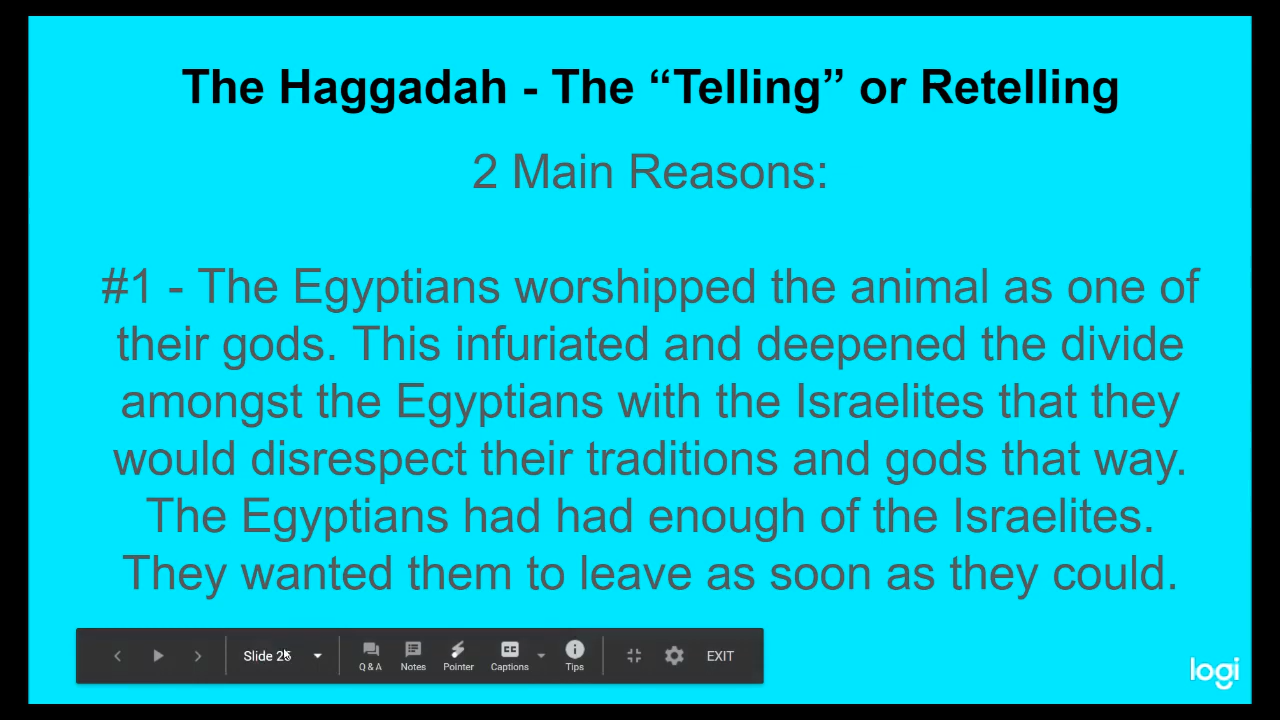 The Haggadah - The “Telling” or Retelling
2 Main Reasons:
#1 - The Egyptians worshipped the animal as one of
their gods. This infuriated and deepened the divide
amongst the Egyptians with the Israelites that they
would disrespect their traditions and gods that way.
The Egyptians had had enough of the Israelites.
They wanted them to leave as soon as they could.
Slide
Q & A
Notes
Pointer
Captions
Tips
EXIT
logi